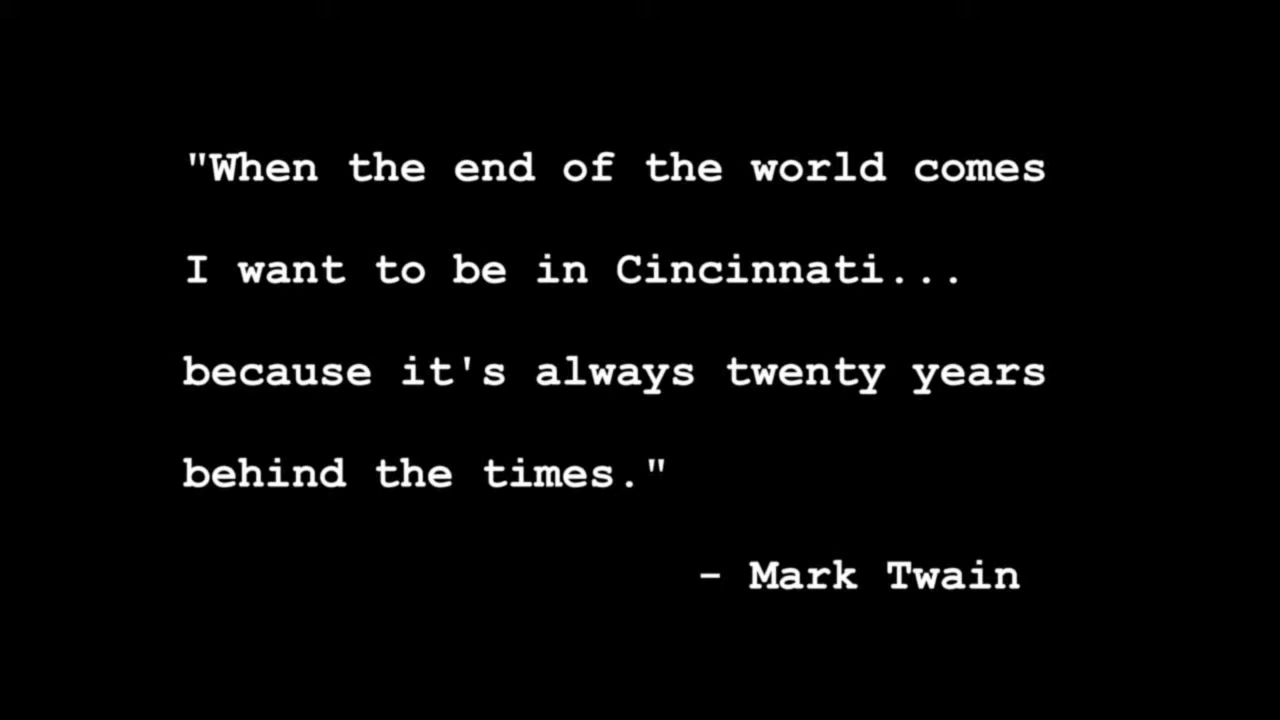 "When the end of the world comes
I want to be in Cincinnati...
because it's always twenty years
behind the times."
- Mark Twain